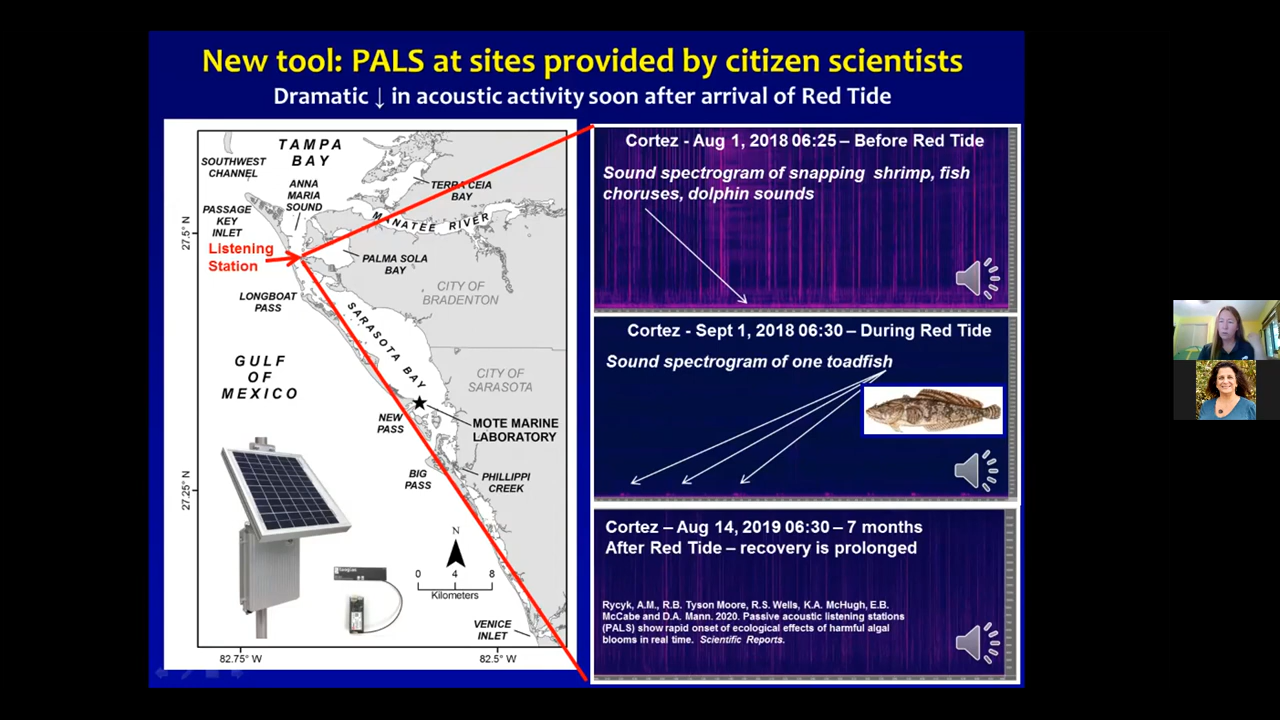 New tool: PALS at sites provided by citizen scientists
Dramatic ↓ in acoustic activity soon after arrival of Red Tide
TAMPA
BAY
SOUTHWEST
CHANNEL
ANNA
MARIA
SOUND
TERRA CEIA
BAY
PASSAGE
KEY
INLET
MANATEE RIVER
27.5° N
Listening
Station
PALMA SOLA
BAY
CITY OF
BRADENTON
LONGBOAT
PASS
SARASOTA BAY
GULF
OF
MEXICO
CITY OF
SARASOTA
NEW
PASS
MOTE MARINE
LABORATORY
BIG
PASS
PHILLIPPI
CREEK
27.25° N
N
0 4 8
Kilometers
VENICE
INLET
82.75° W
82.5° W
Cortez - Aug 1, 2018 06:25 – Before Red Tide
Sound spectrogram of snapping shrimp, fish
choruses, dolphin sounds
Cortez - Sept 1, 2018 06:30 – During Red Tide
Sound spectrogram of one toadfish
Cortez – Aug 14, 2019 06:30 – 7 months
After Red Tide – recovery is prolonged
Rycyk, A.M., R.B. Tyson Moore, R.S. Wells, K.A. McHugh, E.B.
McCabe and D.A. Mann. 2020. Passive acoustic listening stations
(PALS) show rapid onset of ecological effects of harmful algal
blooms in real time. Scientific Reports.